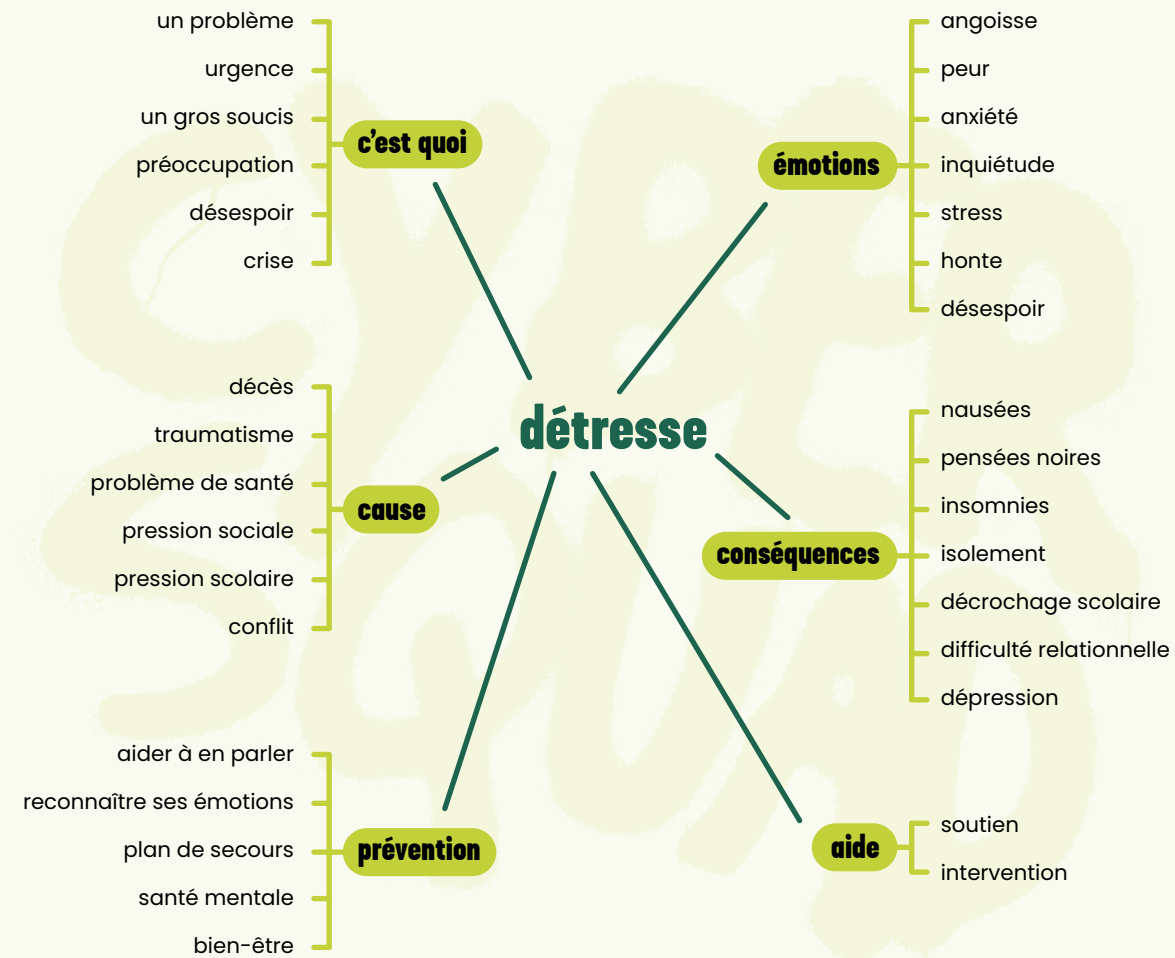 un problème
urgence
un gros soucis
préoccupation
désespoir
crise
c'est quoi
émotions
angoisse
peur
anxiété
inquiétude
stress
honte
désespoir
détresse
décès
traumatisme
problème de santé
pression sociale
pression scolaire
conflit
cause
conséquences
nausées
pensées noires
insomnies
isolement
décrochage scolaire
difficulté relationnelle
dépression
aider à en parler
reconnaître ses émotions
plan de secours
santé mentale
bien-être
prévention
aide
soutien
intervention
CYBER
SQUAD